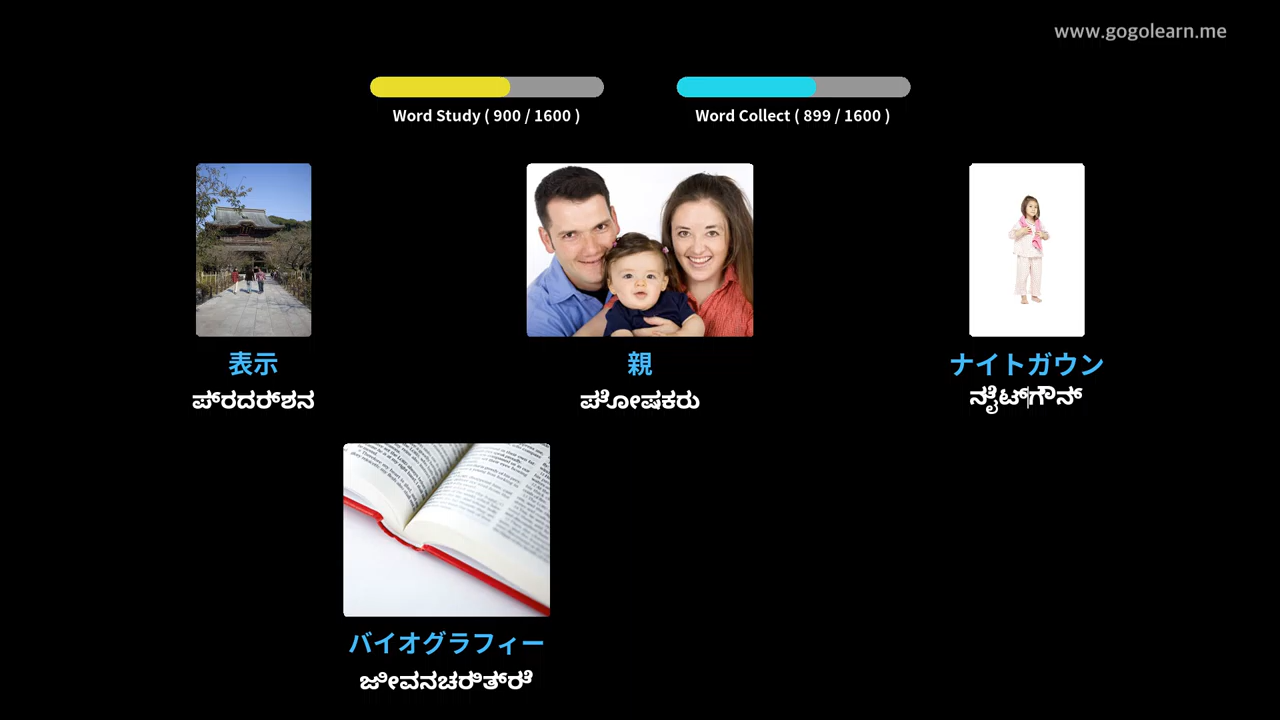 www.gogolearn.me
Word Study ( 900 / 1600 )
Word Collect ( 899 / 1600 )
表示
ಪ್ರದರ್ಶನ
親
ಪೋಷಕರು
ナイトガウン
ನೈಟ್‌ಗೌನ್
バイオグラフィー
ಜೀವನಚರಿತ್ರೆ